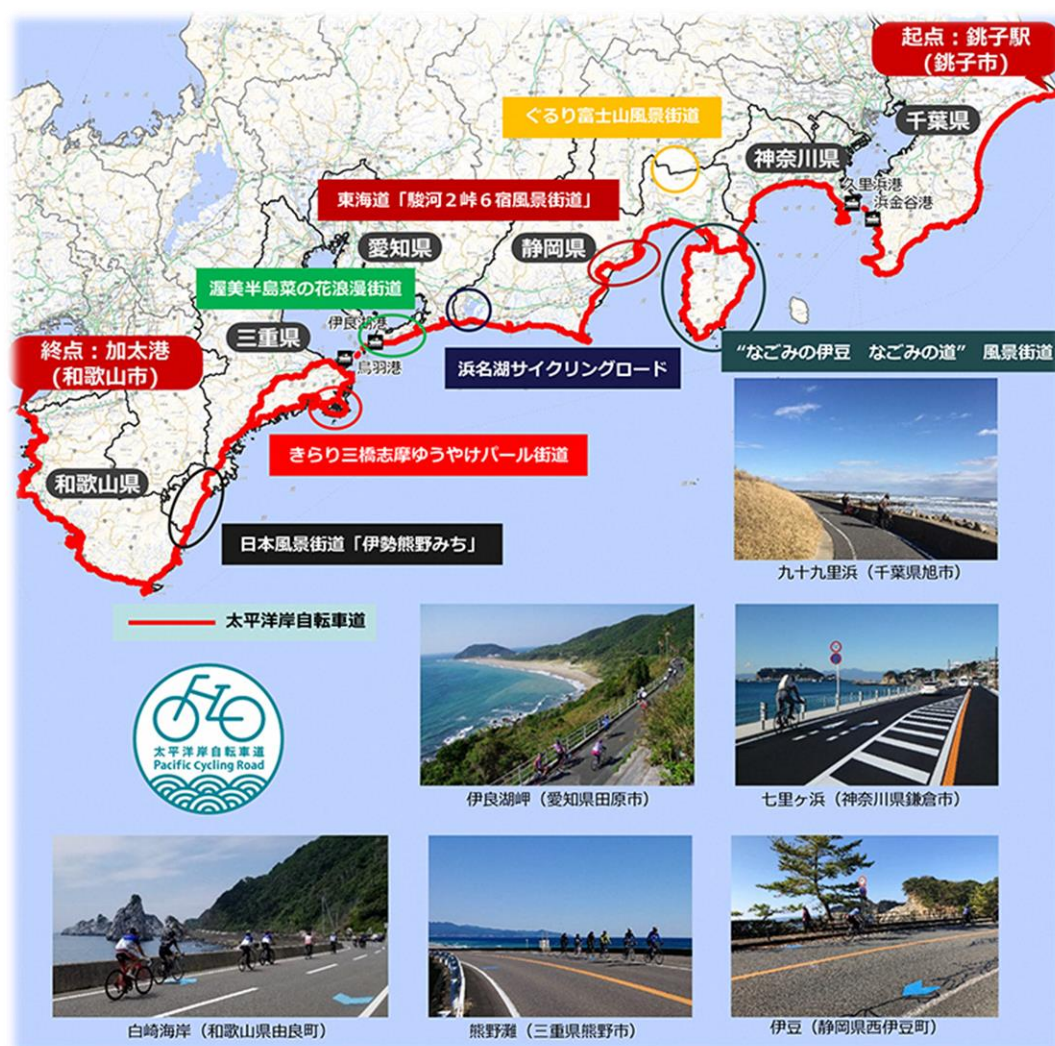 起点：銚子駅
(銚子市)
千葉県
ぐるり富士山風景街道
神奈川県
久里浜港
浜金谷港
東海道「駿河２峠６宿風景街道」
愛知県
静岡県
渥美半島菜の花浪漫街道
伊良湖港
三重県
鳥羽港
終点：加太港
(和歌山市)
浜名湖サイクリングロード
“なごみの伊豆　なごみの道”　風景街道
きらり三橋志摩ゆうやけパール街道
和歌山県
日本風景街道「伊勢熊野みち」
九十九里浜（千葉県旭市）
太平洋岸自転車道
太平洋岸自転車道
Pacific Cycling Road
伊良湖岬（愛知県田原市）
七里ヶ浜（神奈川県鎌倉市）
白崎海岸（和歌山県由良町）
熊野灘（三重県熊野市）
伊豆（静岡県西伊豆町）